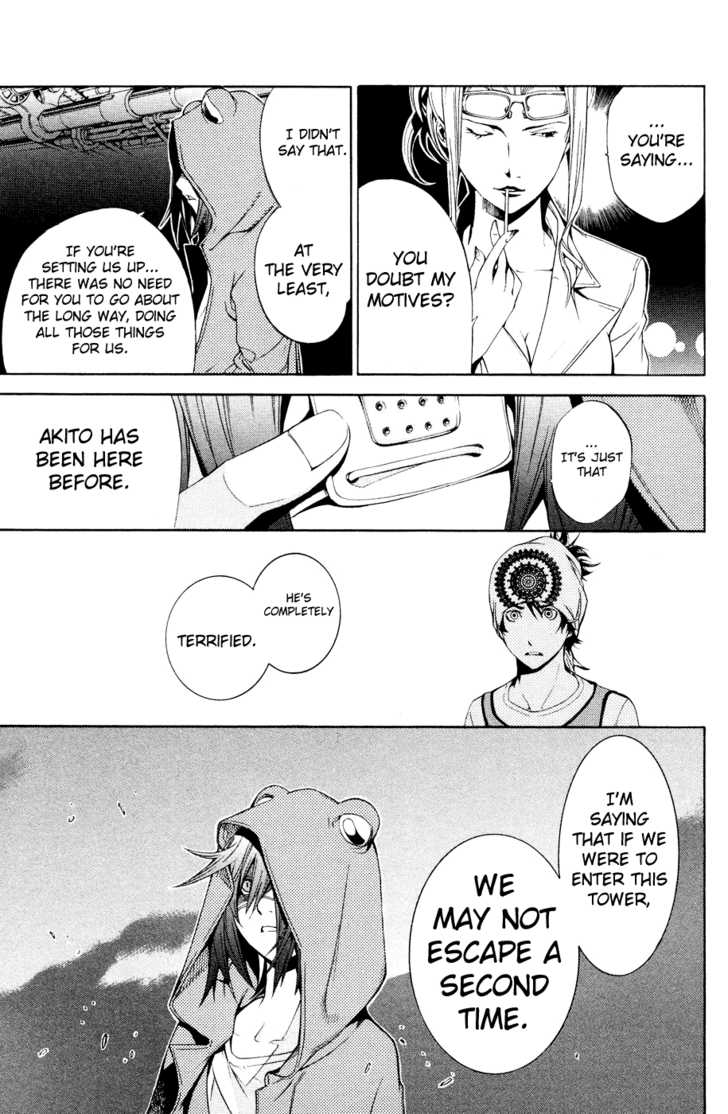 ...
YOU'RE
SAYING...
YOU
DOUBT MY
MOTIVES?
I DIDN'T
SAY THAT.
AT
THE VERY
LEAST,
IF YOU'RE
SETTING US UP...
THERE WAS NO NEED
FOR YOU TO GO ABOUT
THE LONG WAY, DOING
ALL THOSE THINGS
FOR US.
...
IT'S JUST
THAT
AKITO HAS
BEEN HERE
BEFORE.
HE'S
COMPLETELY
TERRIFIED.
I'M
SAYING
THAT IF WE
WERE TO
ENTER THIS
TOWER,
WE
MAY NOT
ESCAPE A
SECOND
TIME.